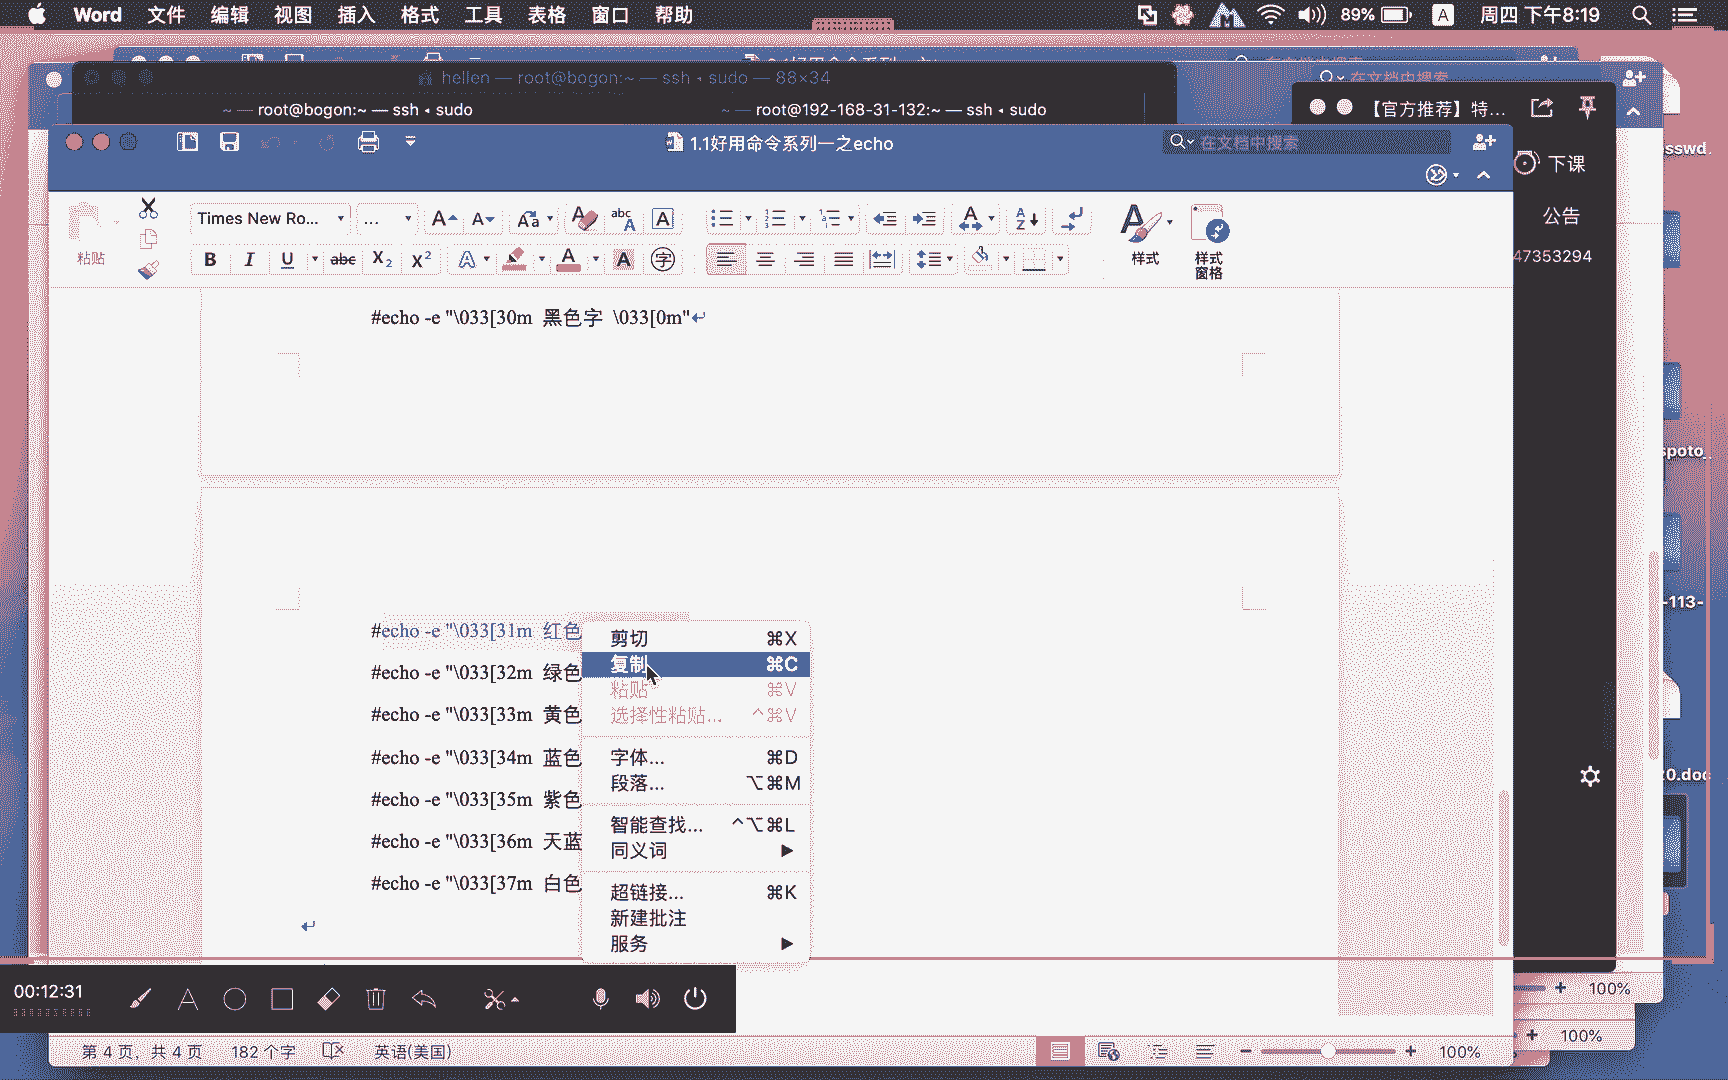 Word 文件 编辑 视图 插入 格式 工具 表格 窗口 帮助 89% A 周四 下午8:19
hellen — root@bogon:~ — ssh ◂ sudo — 88×34
在文档中搜索
~ — root@bogon:~ — ssh ◂ sudo
~ — root@192-168-31-132:~ — ssh ◂ sudo
【官方推荐】特...
1.1好用命令系列一之echo
在文档中搜索
sswd.
下课
公告
47353294
粘贴
Times New Ro...
...
样式
样式
窗格
#echo -e "\033[30m 黑色字 \033[0m"↵
spoto_
-113-
#echo -e "\033[31m 红色
#echo -e "\033[32m 绿色
#echo -e "\033[33m 黄色
#echo -e "\033[34m 蓝色
#echo -e "\033[35m 紫色
#echo -e "\033[36m 天蓝
#echo -e "\033[37m 白色
↵
剪切 ⌘X
复制 ⌘C
粘贴 ⌘V
选择性粘贴... ^⌘V
字体... ⌘D
段落... ⌥⌘M
智能查找... ^⌥⌘L
同义词 ▶
超链接... ⌘K
新建批注
服务 ▶
0.doc
00:12:31
100%
100%
第 4 页，共 4 页 182 个字 英语(美国) 100%